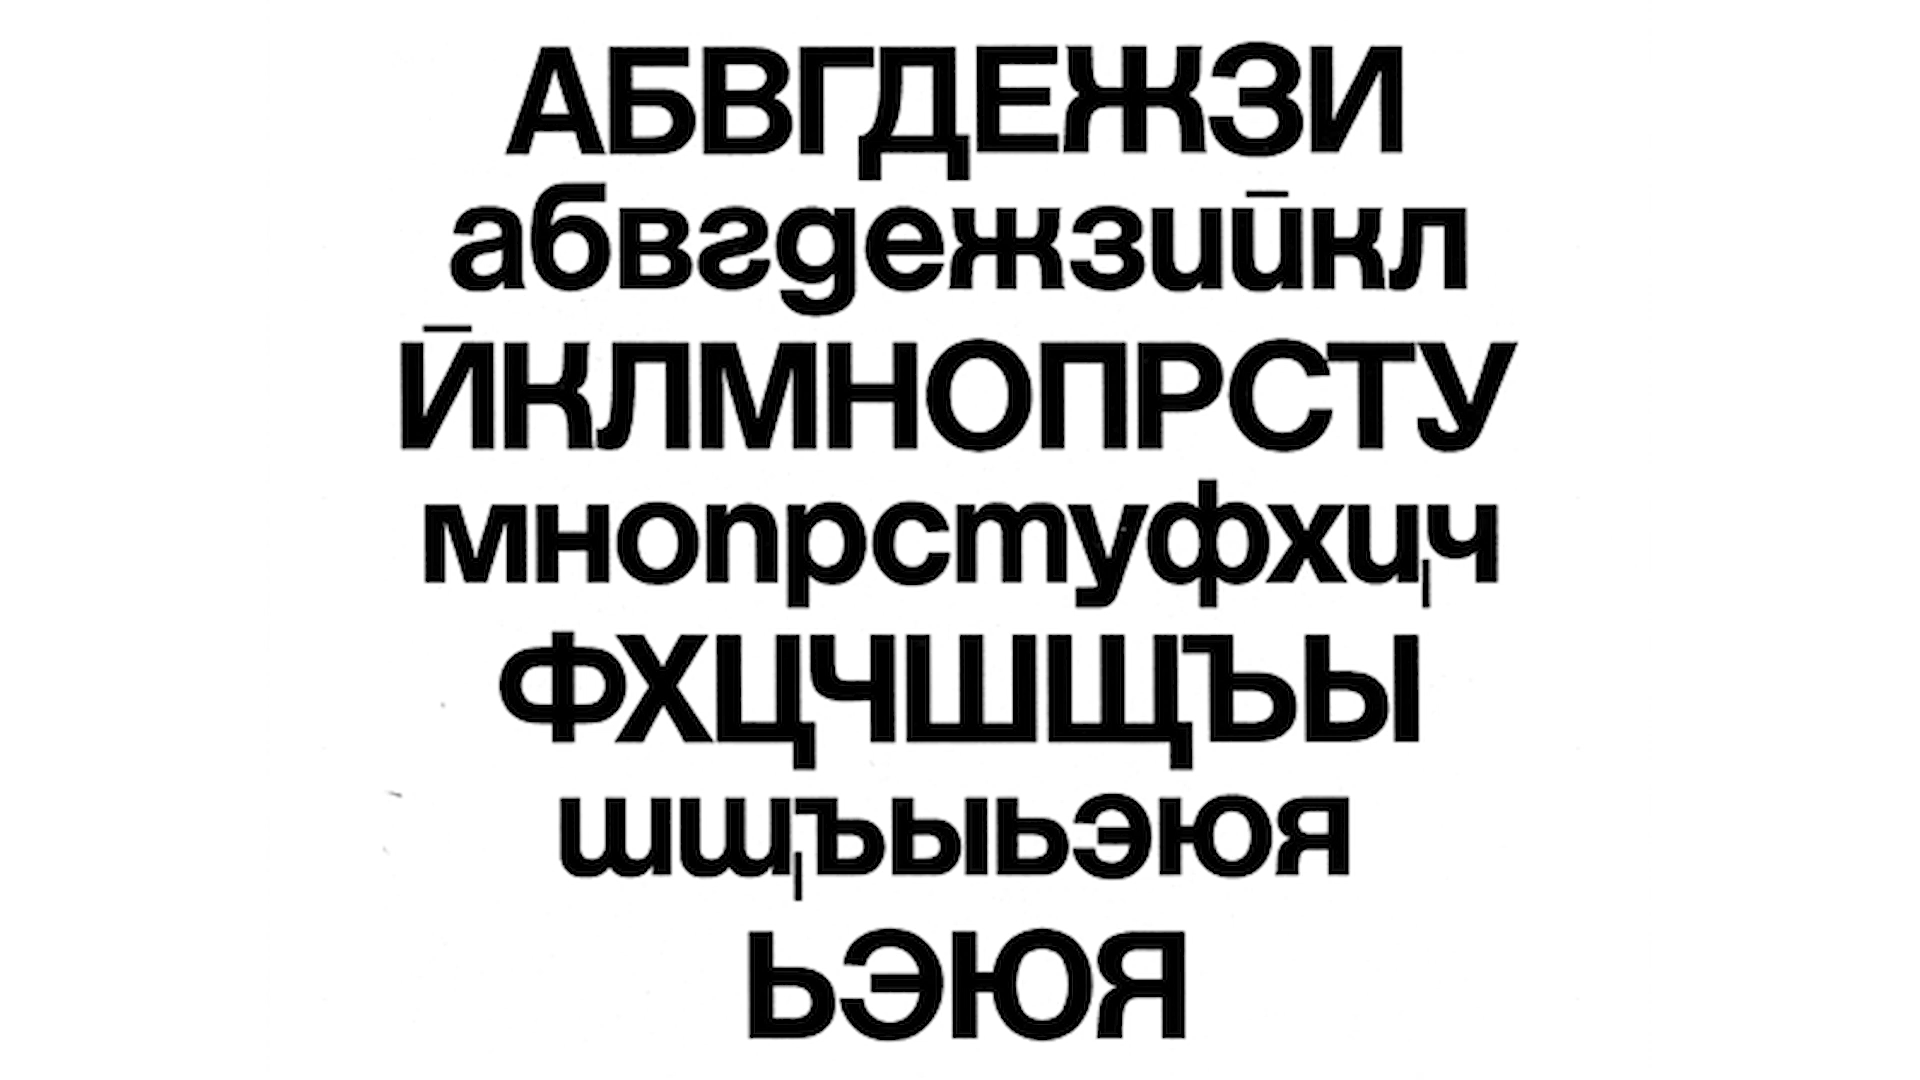 АБВГДЕЖЗИ
абвгдежзийкл
ЙКЛМНОПРСТУ
мнопрстуфхцч
ФХЦЧШЩЪЫ
шщъыьэюя
ЬЭЮЯ